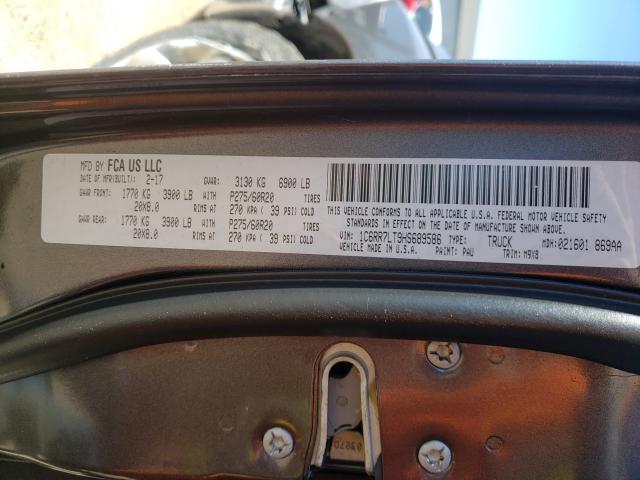 MFD BY FCA US LLC
DATE OF MFR(BUILT): 2-17 GVWR: 3130 KG 6900 LB
GAWR FRONT: 1770 KG 3900 LB WITH P275/60R20 TIRES
20X8.0 RIMS AT 270 KPA ( 39 PSI) COLD
GAWR REAR: 1770 KG 3900 LB WITH P275/60R20 TIRES
20X8.0 RIMS AT 270 KPA ( 39 PSI) COLD
THIS VEHICLE CONFORMS TO ALL APPLICABLE U.S.A. FEDERAL MOTOR VEHICLE SAFETY
STANDARDS IN EFFECT ON THE DATE OF MANUFACTURE SHOWN ABOVE.
VIN: 1C6RR7LT9HS689586 TYPE: TRUCK MDH: 021601 869AA
VEHICLE MADE IN U.S.A. PAINT: PAU TRIM: M9X8